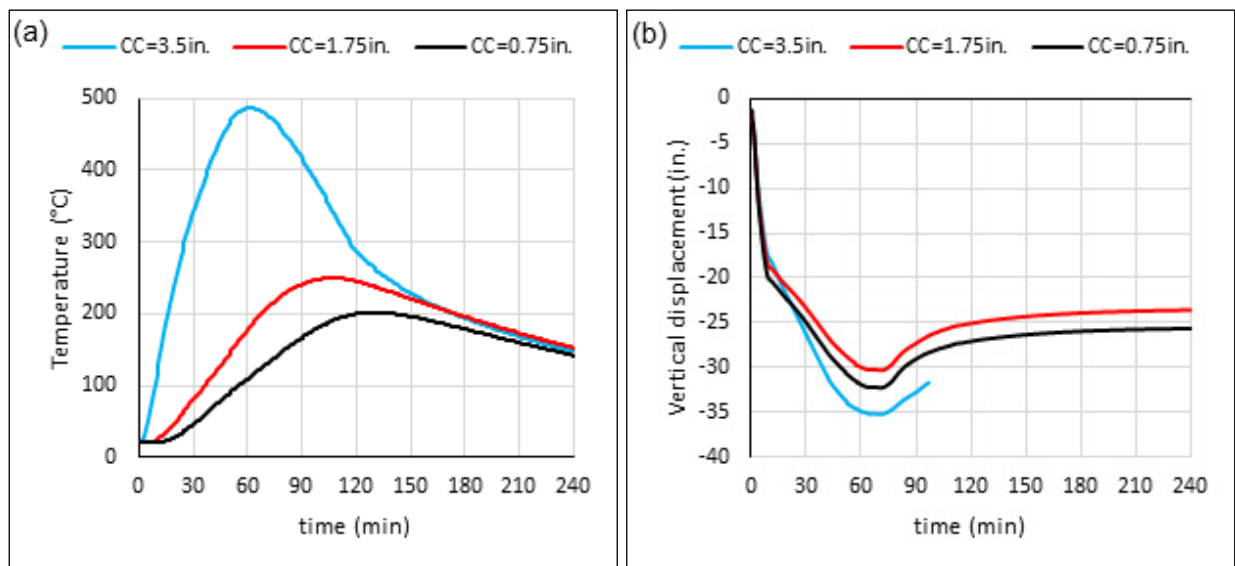 (a)
CC=3.5in. CC=1.75in. CC=0.75in.
500
400
300
200
100
0
Temperature (°C)
0 30 60 90 120 150 180 210 240
time (min)
(b)
CC=3.5in. CC=1.75in. CC=0.75in.
0
-5
-10
-15
-20
-25
-30
-35
-40
Vertical displacement (in.)
0 30 60 90 120 150 180 210 240
time (min)